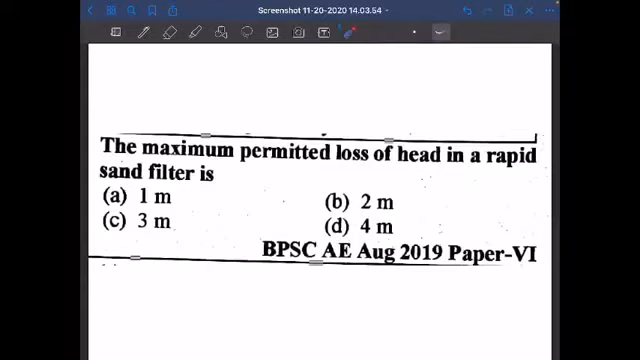 Screenshot 11-20-2020 14.03.54
The maximum permitted loss of head in a rapid
sand filter is
(a) 1 m (b) 2 m
(c) 3 m (d) 4 m
BPSC AE Aug 2019 Paper-VI